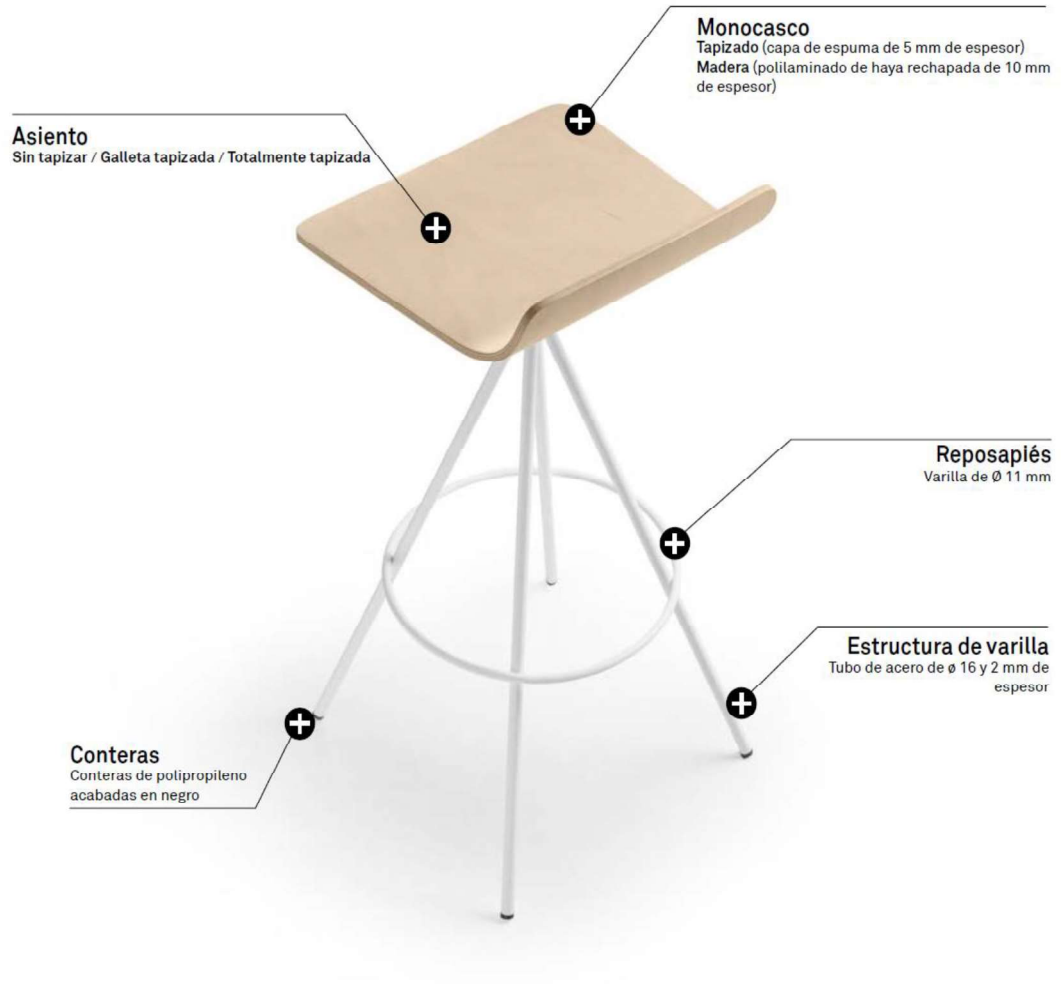 Monocasco
Tapizado (capa de espuma de 5 mm de espesor)
Madera (polilaminado de haya rechapada de 10 mm
de espesor)
Asiento
Sin tapizar / Galleta tapizada / Totalmente tapizada
Reposapiés
Varilla de Ø 11 mm
Estructura de varilla
Tubo de acero de ø 16 y 2 mm de
espesor
Conteras
Conteras de polipropileno
acabadas en negro